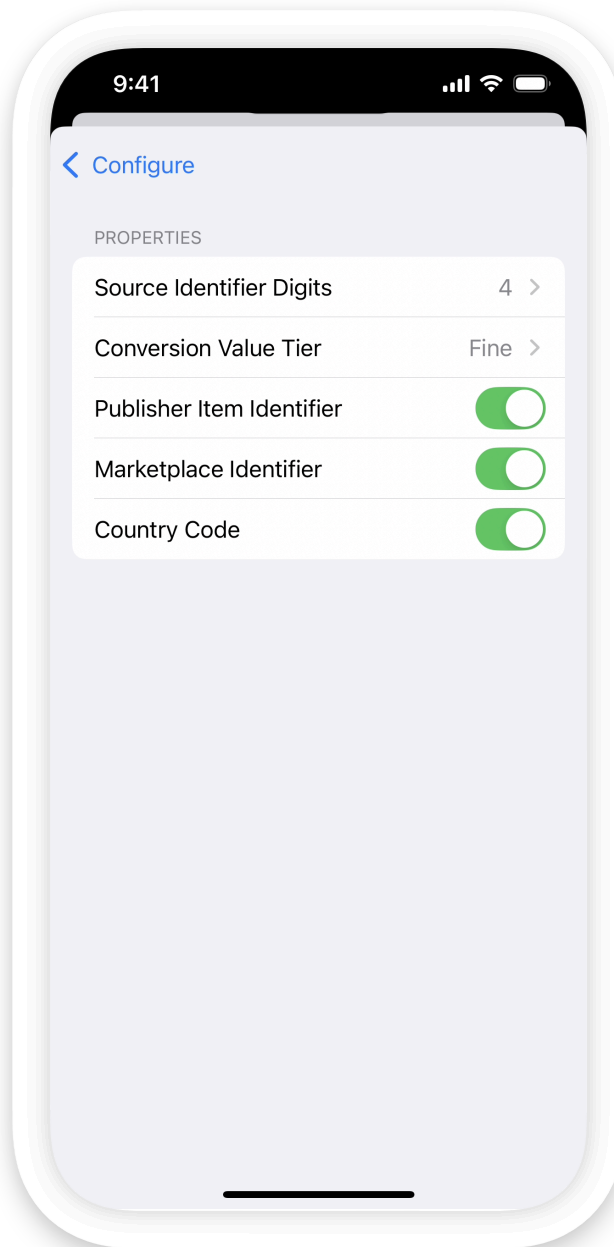 9:41
Configure
PROPERTIES
Source Identifier Digits 4
Conversion Value Tier Fine
Publisher Item Identifier
Marketplace Identifier
Country Code